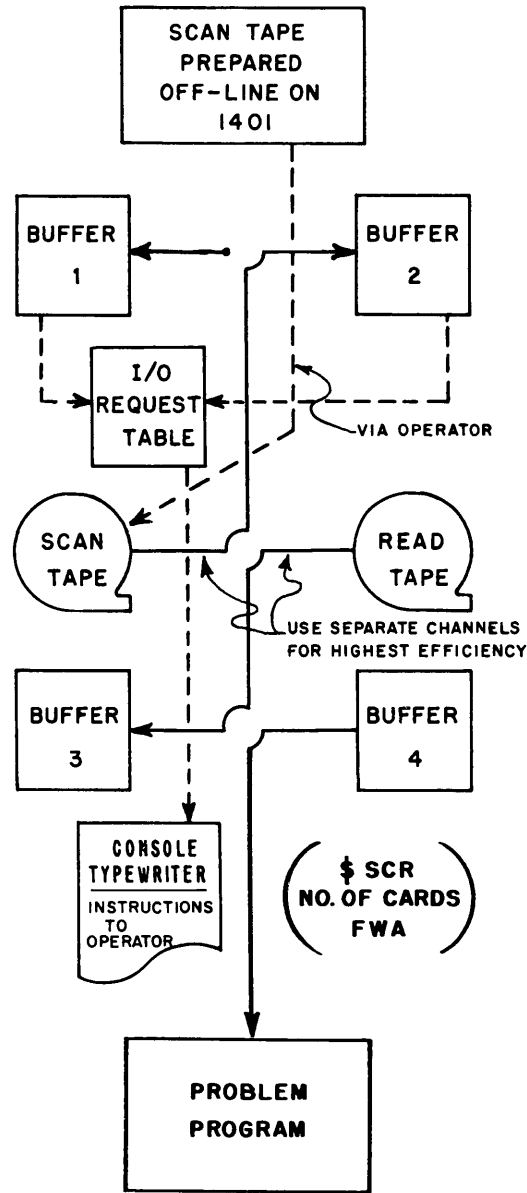 SCAN TAPE
PREPARED
OFF-LINE ON
1401
BUFFER
1
BUFFER
2
I/O
REQUEST
TABLE
VIA OPERATOR
SCAN
TAPE
READ
TAPE
USE SEPARATE CHANNELS
FOR HIGHEST EFFICIENCY
BUFFER
3
BUFFER
4
CONSOLE
TYPEWRITER
INSTRUCTIONS
TO
OPERATOR
$ SCR
NO. OF CARDS
FWA
PROBLEM
PROGRAM